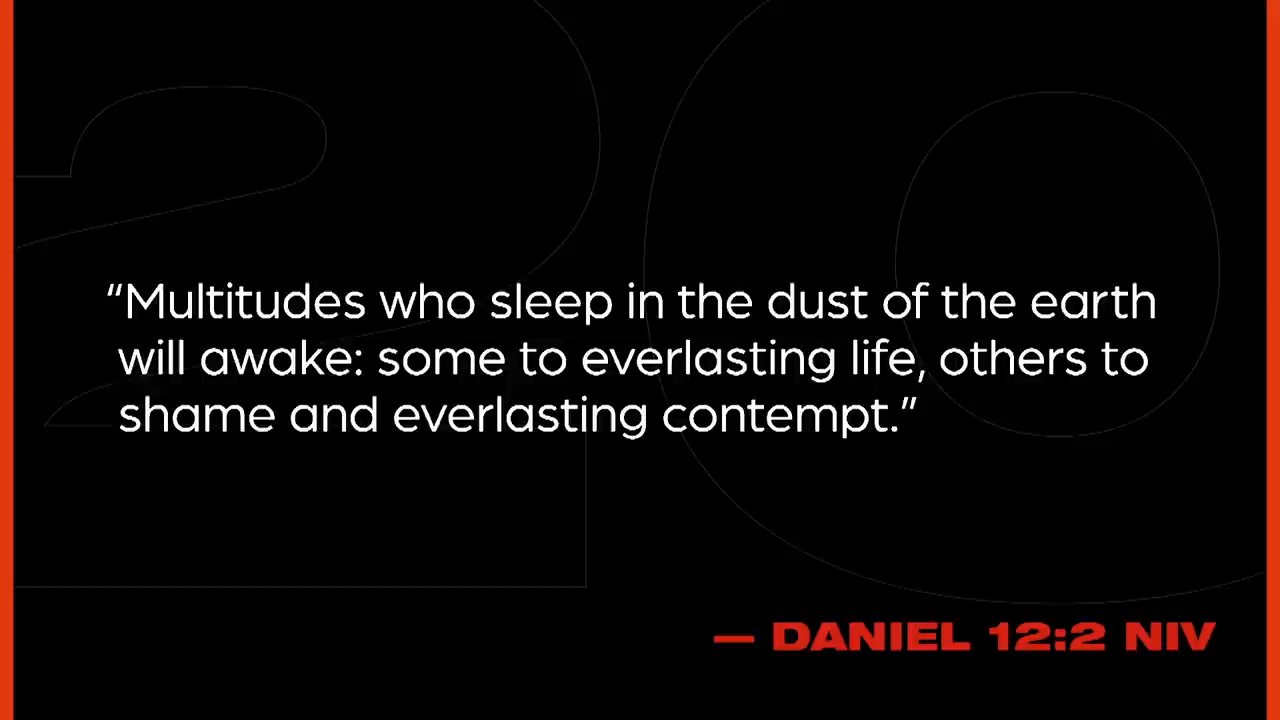 “Multitudes who sleep in the dust of the earth
will awake: some to everlasting life, others to
shame and everlasting contempt.”
— DANIEL 12:2 NIV
20